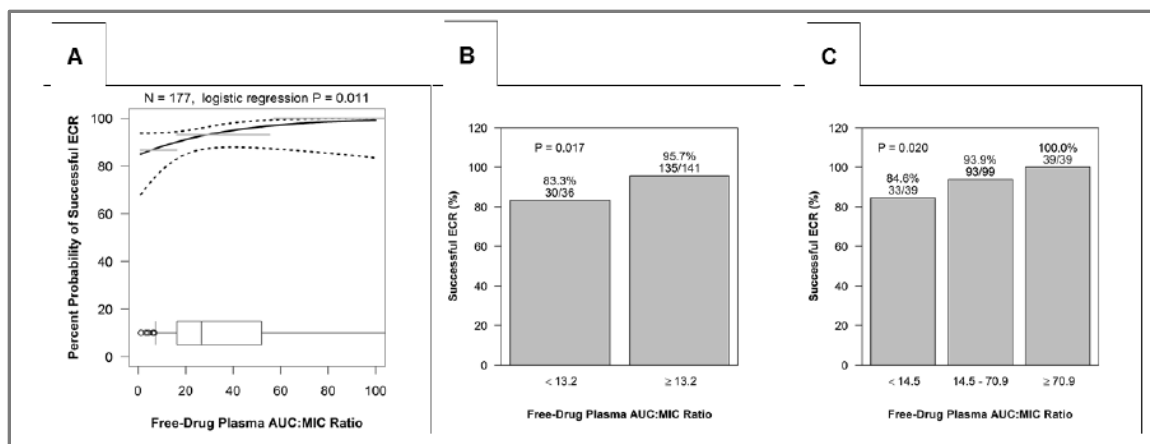 A
N = 177, logistic regression P = 0.011
Percent Probability of Successful ECR
100
80
60
40
20
0
0 20 40 60 80 100
Free-Drug Plasma AUC:MIC Ratio
B
Successful ECR (%)
120
100
80
60
40
20
0
P = 0.017
83.3%
30/36
95.7%
135/141
< 13.2 ≥ 13.2
Free-Drug Plasma AUC:MIC Ratio
C
Successful ECR (%)
120
100
80
60
40
20
0
P = 0.020
84.6%
33/39
93.9%
93/99
100.0%
39/39
< 14.5 14.5 - 70.9 ≥ 70.9
Free-Drug Plasma AUC:MIC Ratio